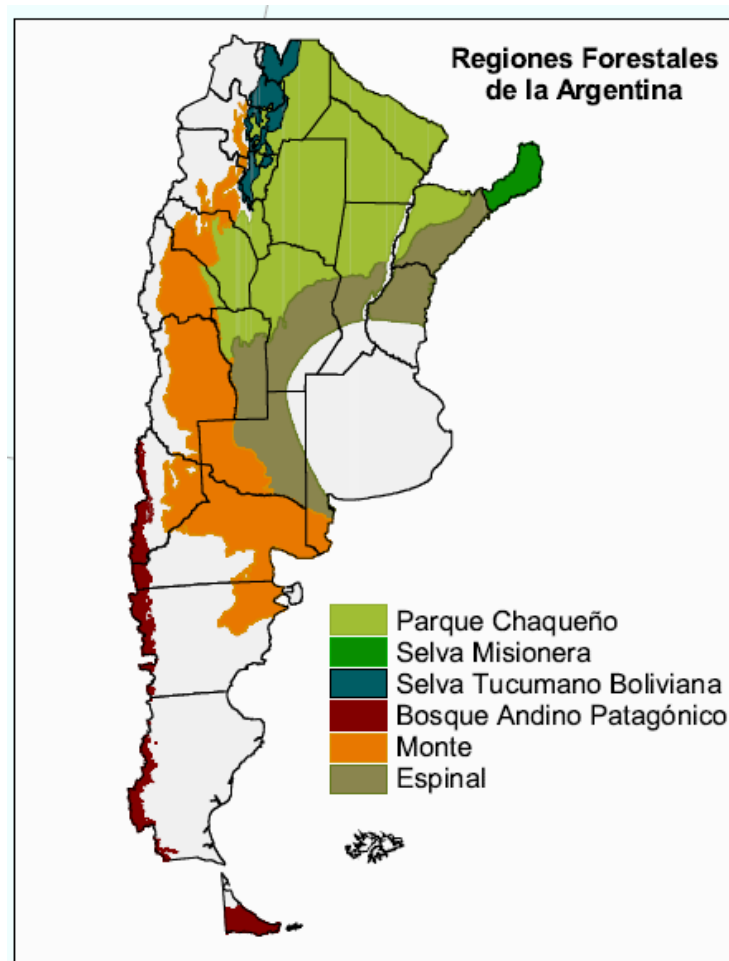 Regiones Forestales
de la Argentina
Parque Chaqueño
Selva Misionera
Selva Tucumano Boliviana
Bosque Andino Patagónico
Monte
Espinal